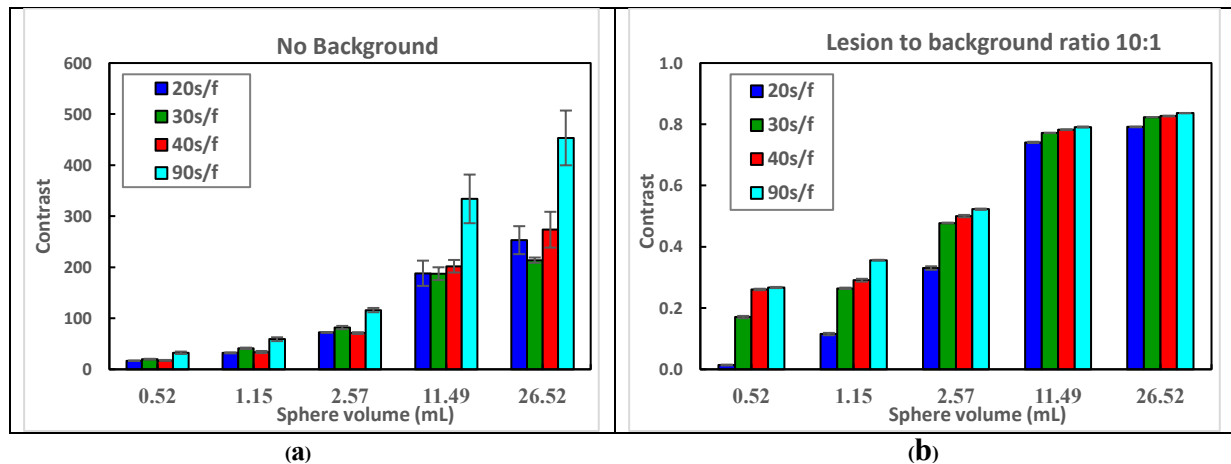 No Background
600
500
400
300
200
100
0
Contrast
20s/f
30s/f
40s/f
90s/f
0.52 1.15 2.57 11.49 26.52
Sphere volume (mL)
(a)
Lesion to background ratio 10:1
1.0
0.8
0.6
0.4
0.2
0.0
Contrast
20s/f
30s/f
40s/f
90s/f
0.52 1.15 2.57 11.49 26.52
Sphere volume (mL)
(b)